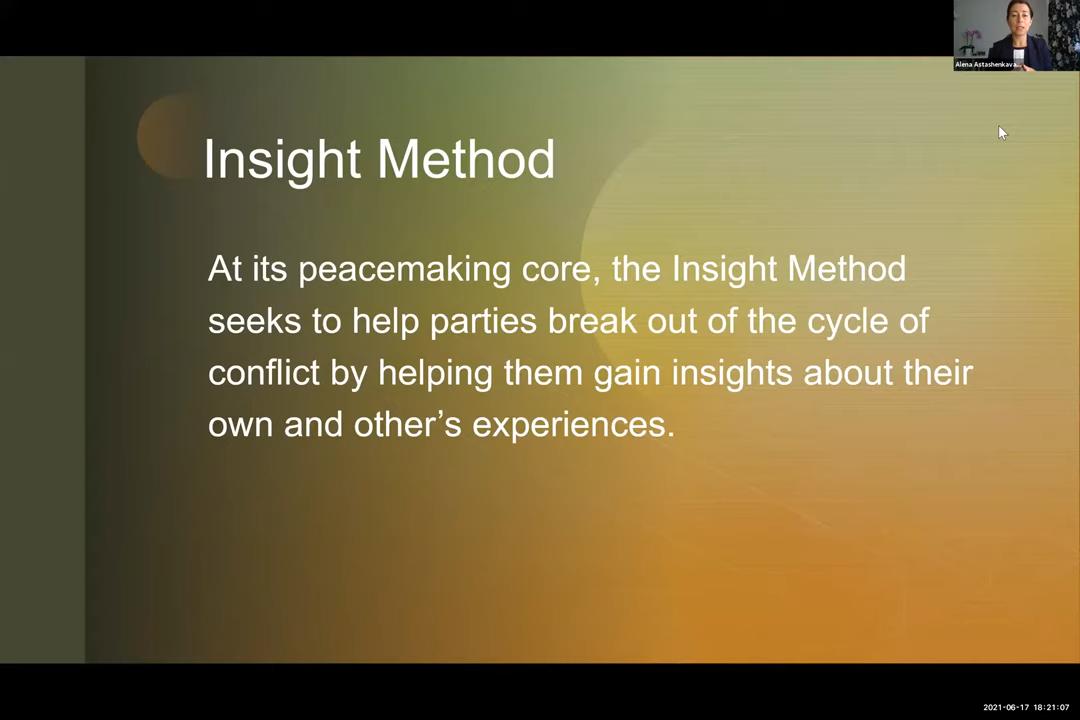 Alena Astashenkava...
Insight Method
At its peacemaking core, the Insight Method
seeks to help parties break out of the cycle of
conflict by helping them gain insights about their
own and other’s experiences.
2021-06-17 18:21:07